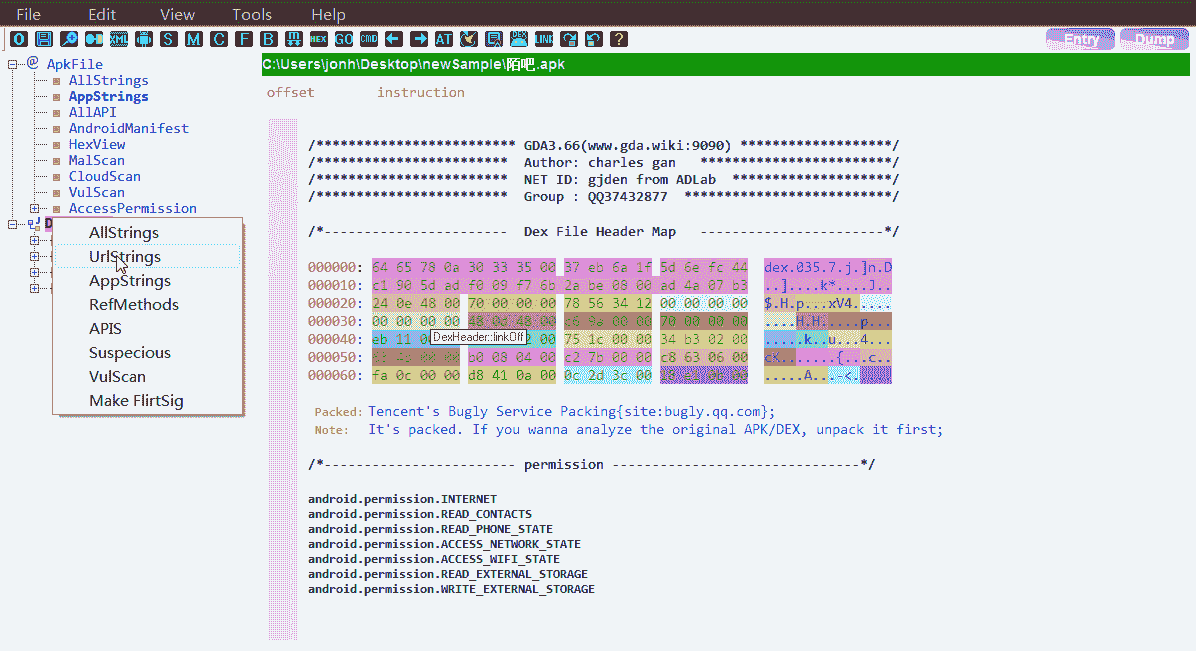 File Edit View Tools Help
O XML S M C F B HEX GO CMD AT DEX LINK ?
Entry Dump
@ ApkFile
AllStrings
AppStrings
AllAPI
AndroidManifest
HexView
MalScan
CloudScan
VulScan
AccessPermission
D
AllStrings
UrlStrings
AppStrings
RefMethods
APIS
Suspecious
VulScan
Make FlirtSig
C:\Users\jonh\Desktop\newSample\陌吧.apk
offset instruction
/************************* GDA3.66(www.gda.wiki:9090) *******************/
/************************ Author: charles gan ************************/
/************************ NET ID: gjden from ADLab ********************/
/************************ Group : QQ37432877 **************************/
/*----------------------- Dex File Header Map -----------------------*/
000000: 64 65 78 0a 30 33 35 00 37 eb 6a 1f 5d 6e fc 44 dex.035.7.j.]n.D
000010: c1 90 5d ad f0 09 f7 6b 2a be 08 00 ad 4a 07 b3 ..]....k*....J..
000020: 24 0e 48 00 70 00 00 00 78 56 34 12 00 00 00 00 $.H.p...xV4.....
000030: 00 00 00 00 48 0d 48 00 c6 9a 00 00 70 00 00 00 ....H.H.....p...
000040: eb 11 DexHeader::linkOff 00 75 1c 00 00 34 b3 02 00
000050: 00 b0 08 04 00 c2 7b 00 00 c8 63 06 00
000060: fa 0c 00 00 d8 41 0a 00 0c 2d 3c 00 .....A...-<.
Packed: Tencent's Bugly Service Packing{site:bugly.qq.com};
Note: It's packed. If you wanna analyze the original APK/DEX, unpack it first;
/*------------------------ permission -------------------------------*/
android.permission.INTERNET
android.permission.READ_CONTACTS
android.permission.READ_PHONE_STATE
android.permission.ACCESS_NETWORK_STATE
android.permission.ACCESS_WIFI_STATE
android.permission.READ_EXTERNAL_STORAGE
android.permission.WRITE_EXTERNAL_STORAGE